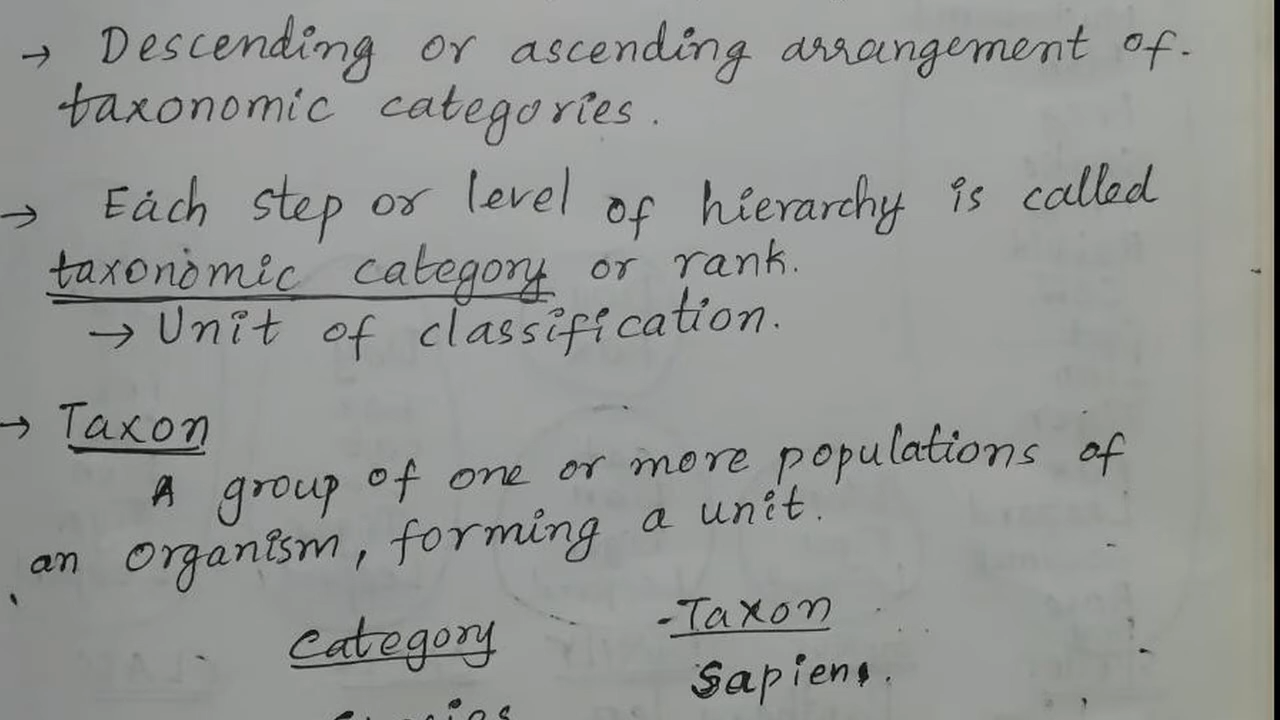 → Descending or ascending arrangement of.
taxonomic categories.
→ Each step or level of hierarchy is called
taxonomic category or rank.
→ Unit of classification.
→ Taxon
A group of one or more populations of
an organism, forming a unit.
Category - Taxon
Sapiens.